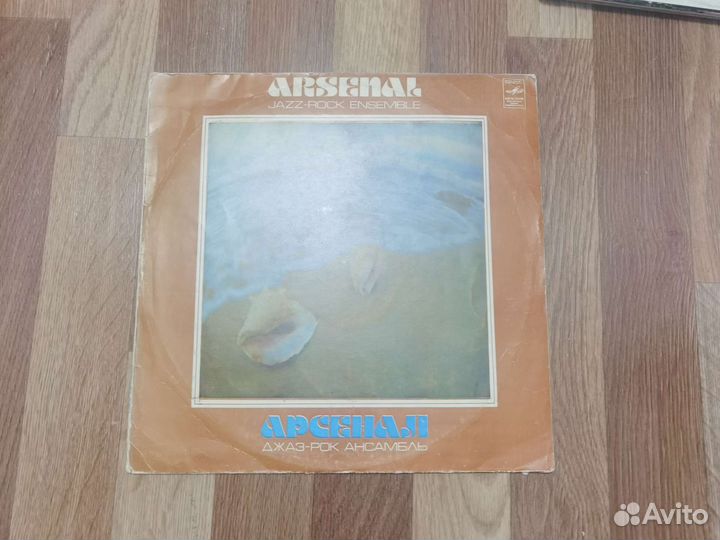 ARSENAL
JAZZ-ROCK ENSEMBLE
АРСЕНАЛ
ДЖАЗ-РОК АНСАМБЛЬ
Avito